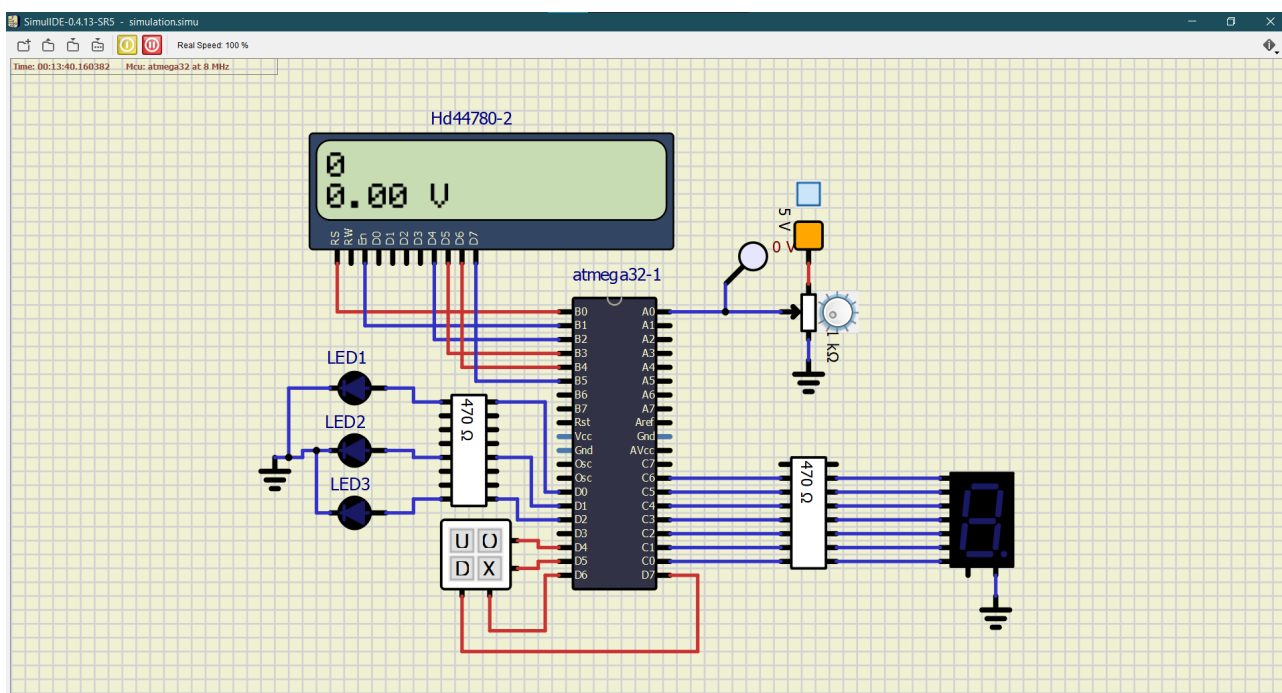 SimulIDE-0.4.13-SR5 - simulation.simu
Real Speed: 100 %
Time: 00:13:40.160382 Mcu: atmega32 at 8 MHz
Hd44780-2
0
0.00 V
RS RW En D0 D1 D2 D3 D4 D5 D6 D7
5 V
0 V
1 kΩ
atmega32-1
B0 A0
B1 A1
B2 A2
B3 A3
B4 A4
B5 A5
B6 A6
B7 A7
Rst Aref
Vcc Gnd
Gnd AVcc
Osc C7
Osc C6
D0 C5
D1 C4
D2 C3
D3 C2
D4 C1
D5 C0
D6 D7
LED1
LED2
LED3
470 Ω
470 Ω
U O
D X